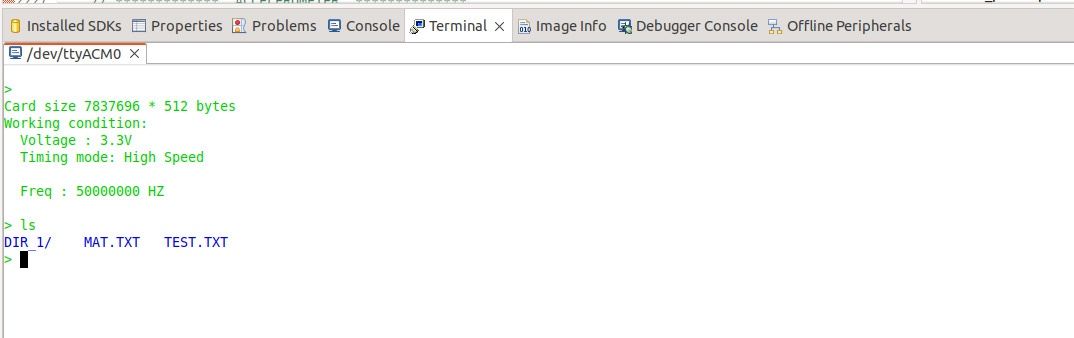 Installed SDKs Properties Problems Console Terminal Image Info Debugger Console Offline Peripherals
/dev/ttyACM0
>
Card size 7837696 * 512 bytes
Working condition:
Voltage : 3.3V
Timing mode: High Speed
Freq : 50000000 HZ
> ls
DIR_1/ MAT.TXT TEST.TXT
>